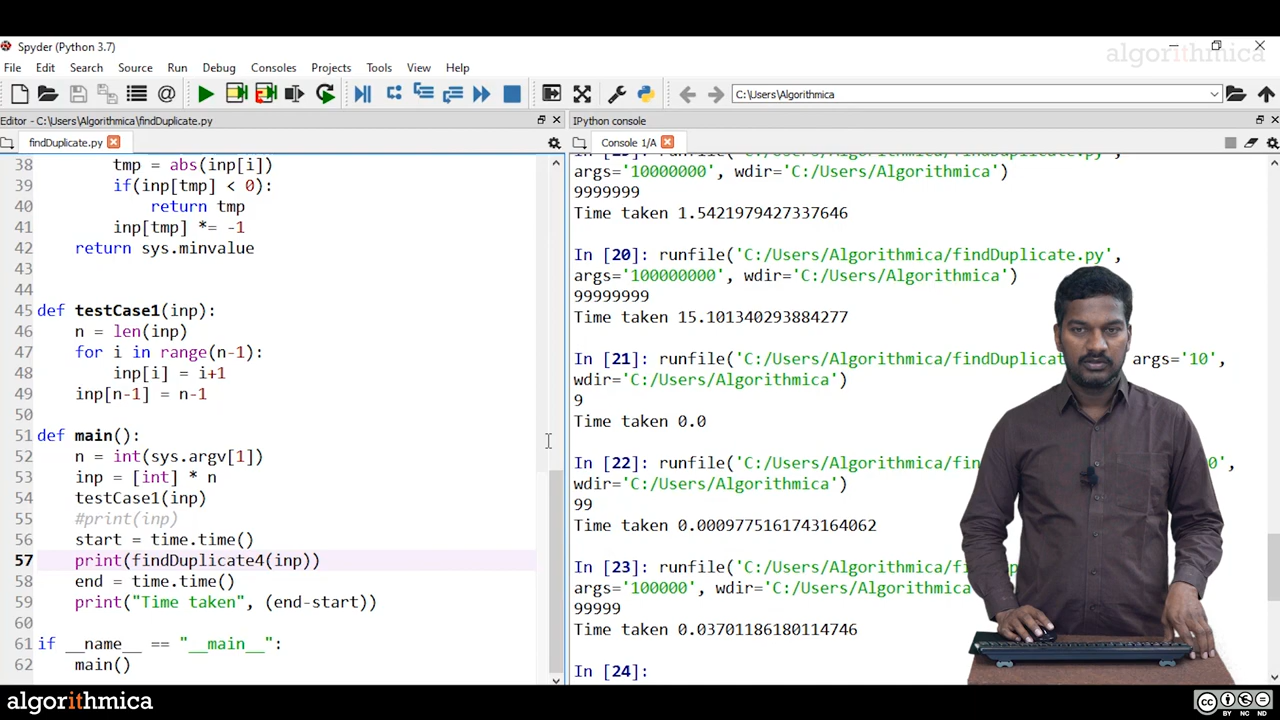 algorithmica
Spyder (Python 3.7)
File Edit Search Source Run Debug Consoles Projects Tools View Help
C:\Users\Algorithmica
Editor - C:\Users\Algorithmica\findDuplicate.py
findDuplicate.py
38 tmp = abs(inp[i])
39 if(inp[tmp] < 0):
40 return tmp
41 inp[tmp] *= -1
42 return sys.minvalue
43
44
45 def testCase1(inp):
46 n = len(inp)
47 for i in range(n-1):
48 inp[i] = i+1
49 inp[n-1] = n-1
50
51 def main():
52 n = int(sys.argv[1])
53 inp = [int] * n
54 testCase1(inp)
55 #print(inp)
56 start = time.time()
57 print(findDuplicate4(inp))
58 end = time.time()
59 print("Time taken", (end-start))
60
61 if __name__ == "__main__":
62 main()
IPython console
Console 1/A
args='10000000', wdir='C:/Users/Algorithmica')
9999999
Time taken 1.5421979427337646
In [20]: runfile('C:/Users/Algorithmica/findDuplicate.py',
args='100000000', wdir='C:/Users/Algorithmica')
99999999
Time taken 15.101340293884277
In [21]: runfile('C:/Users/Algorithmica/findDuplicat args='10',
wdir='C:/Users/Algorithmica')
9
Time taken 0.0
In [22]: runfile('C:/Users/Algorithmica/fin 0',
wdir='C:/Users/Algorithmica')
99
Time taken 0.0009775161743164062
In [23]: runfile('C:/Users/Algorithmica/fi py',
args='100000', wdir='C:/Users/Algorithmica
99999
Time taken 0.03701186180114746
In [24]:
algorithmica
cc BY NC ND